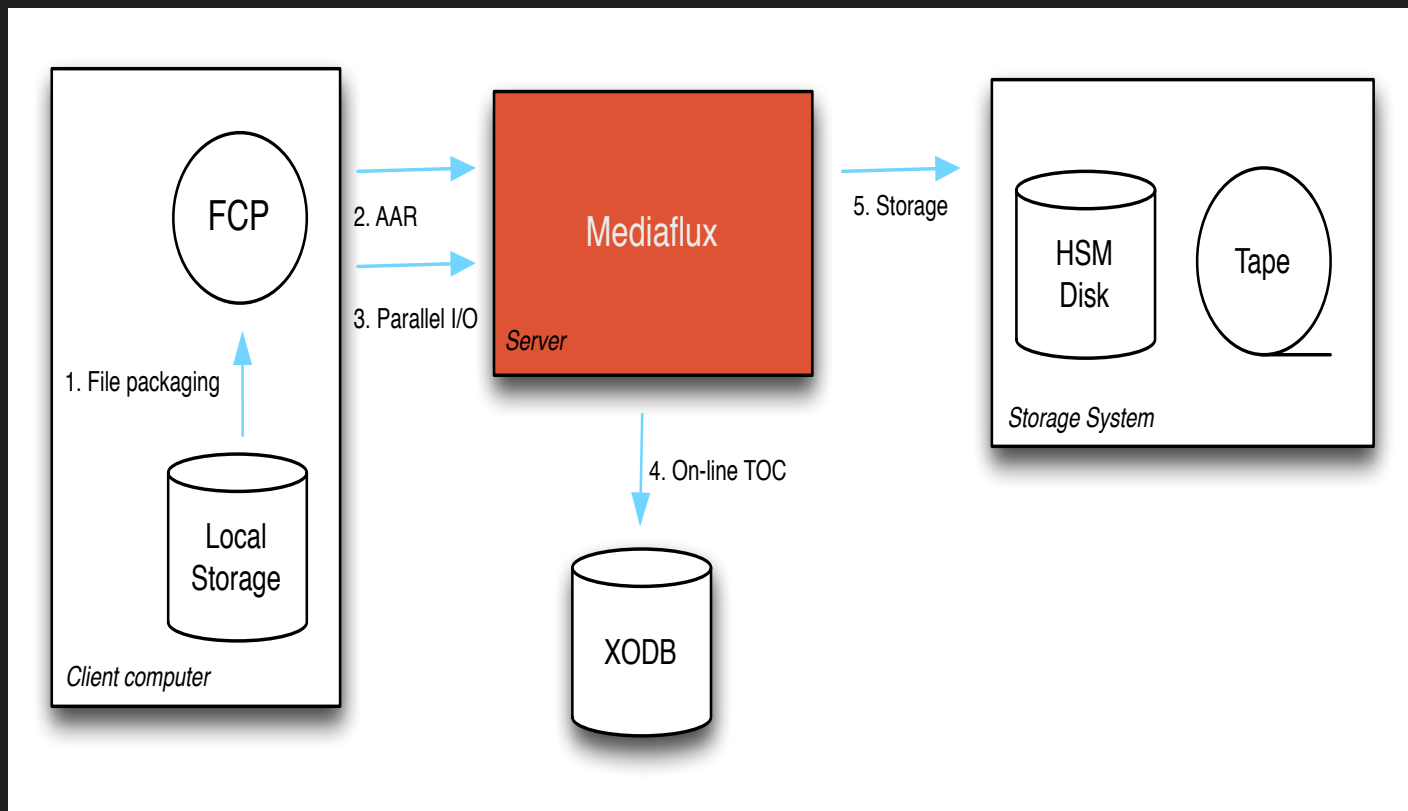 FCP
2. AAR
3. Parallel I/O
1. File packaging
Local
Storage
Client computer
Mediaflux
Server
4. On-line TOC
XODB
5. Storage
HSM
Disk
Tape
Storage System